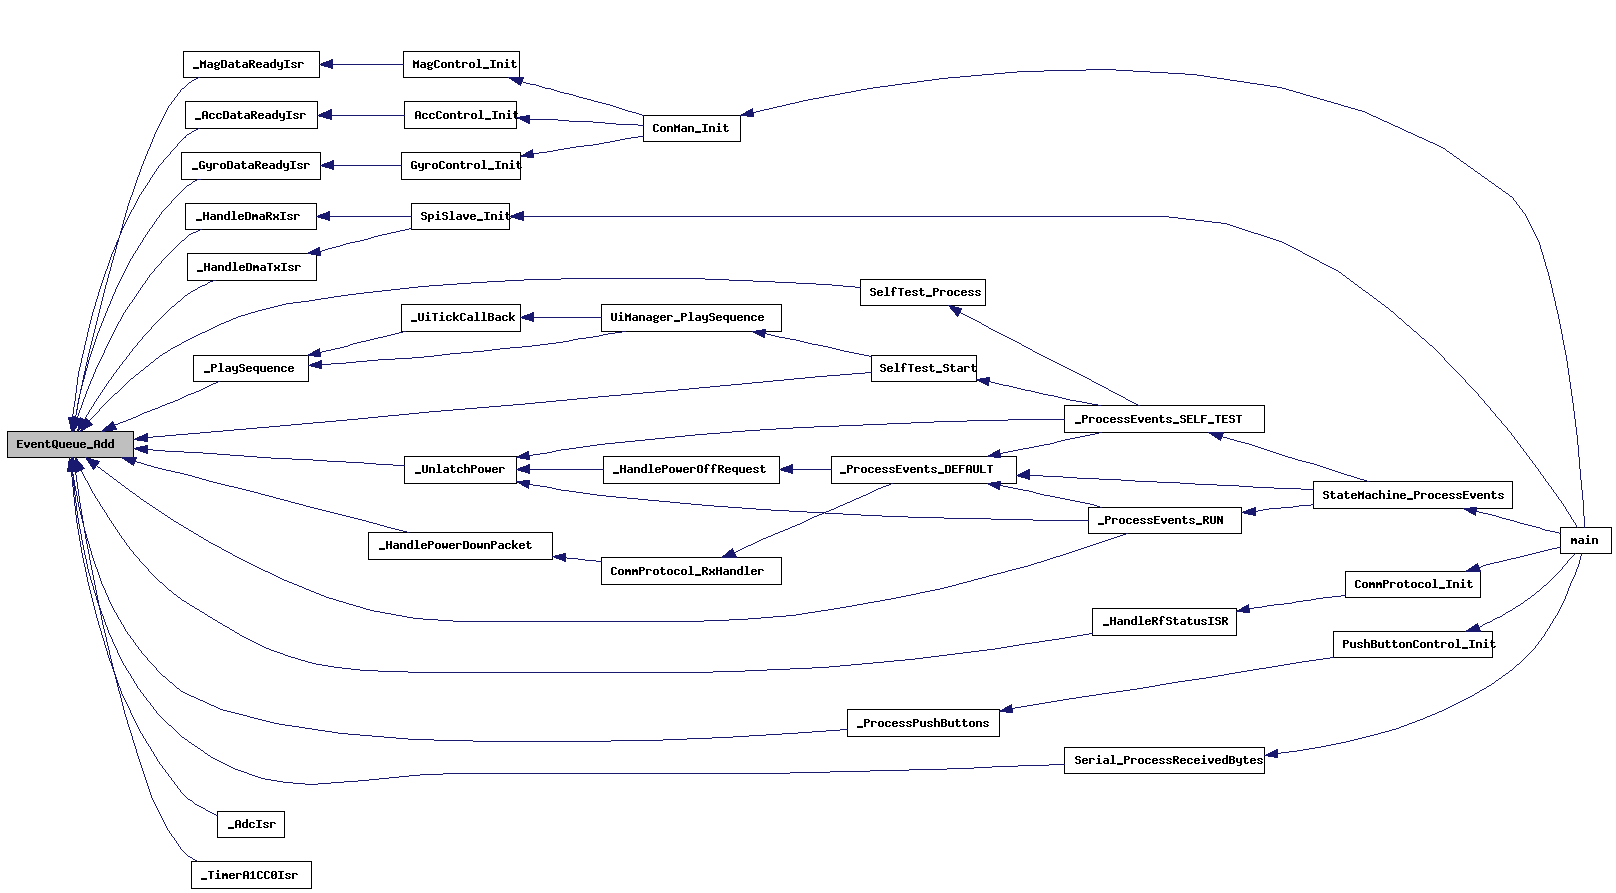 _MagDataReadyIsr
MagControl_Init
_AccDataReadyIsr
AccControl_Init
ConMan_Init
_GyroDataReadyIsr
GyroControl_Init
_HandleDmaRxIsr
SpiSlave_Init
_HandleDmaTxIsr
SelfTest_Process
_UiTickCallBack
UiManager_PlaySequence
_PlaySequence
SelfTest_Start
_ProcessEvents_SELF_TEST
EventQueue_Add
_UnlatchPower
_HandlePowerOffRequest
_ProcessEvents_DEFAULT
StateMachine_ProcessEvents
_ProcessEvents_RUN
main
_HandlePowerDownPacket
CommProtocol_RxHandler
CommProtocol_Init
_HandleRfStatusISR
PushButtonControl_Init
_ProcessPushButtons
Serial_ProcessReceivedBytes
_AdcIsr
_TimerA1CC0Isr